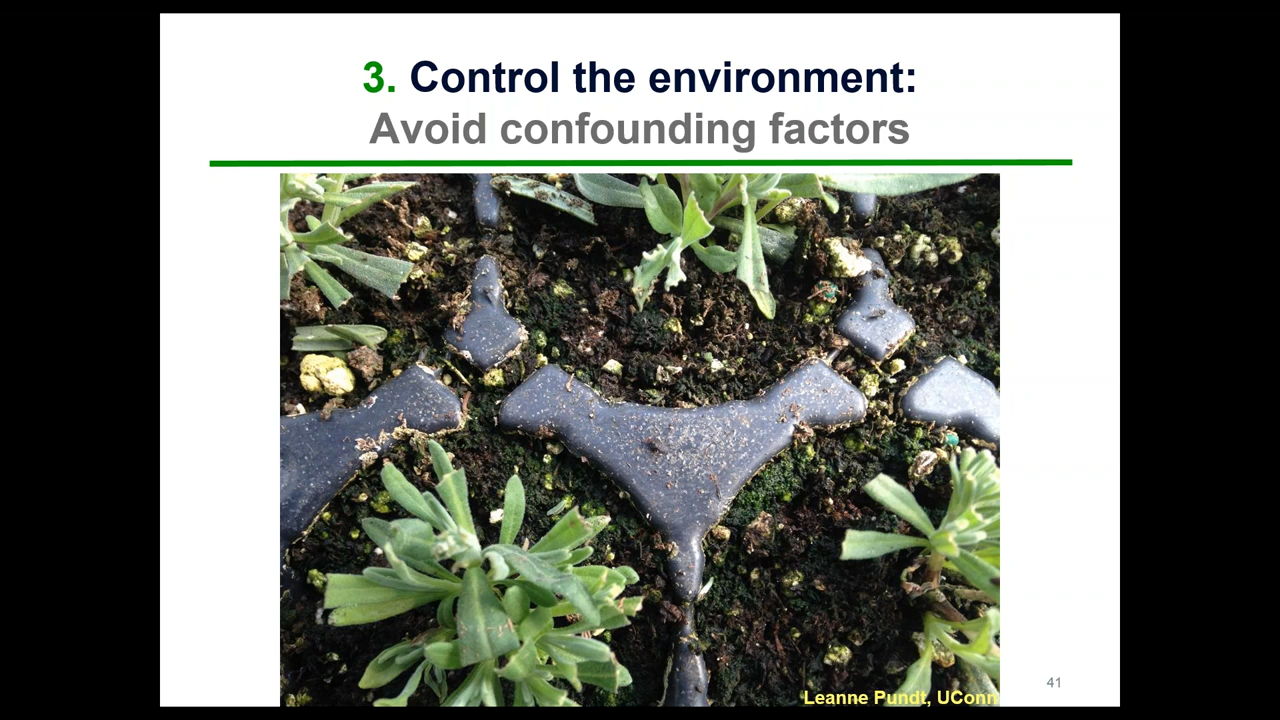 3. Control the environment:
Avoid confounding factors
41
Leanne Pundt, UConn